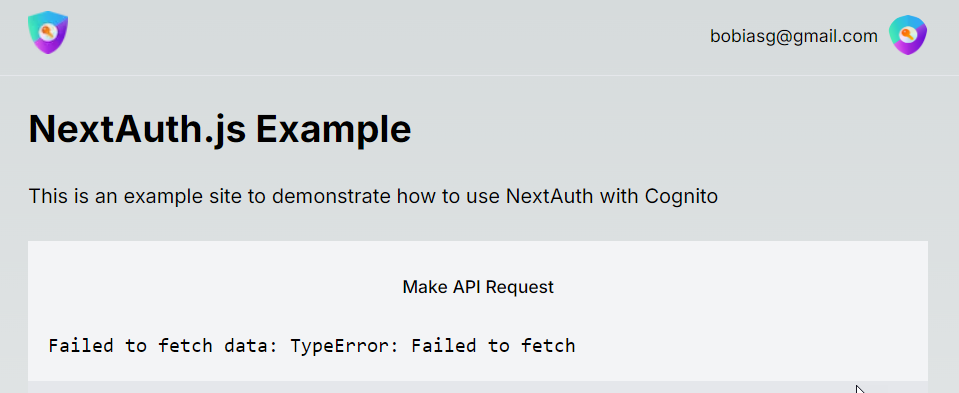 bobiasg@gmail.com
NextAuth.js Example
This is an example site to demonstrate how to use NextAuth with Cognito
Make API Request
Failed to fetch data: TypeError: Failed to fetch